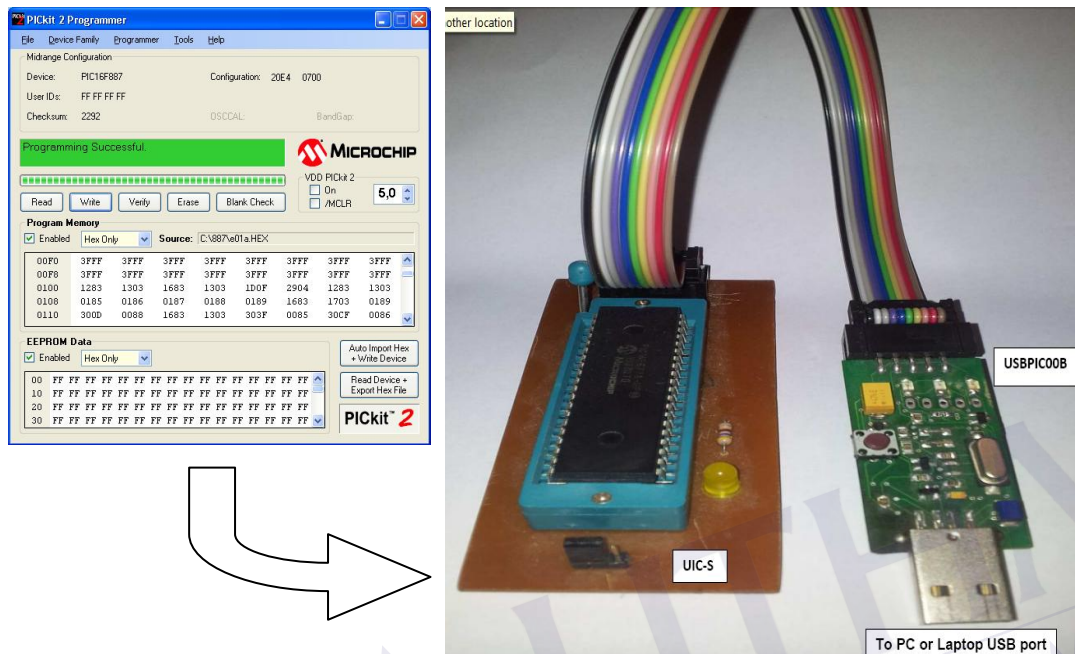 PICkit 2 Programmer
File Device Family Programmer Tools Help
Midrange Configuration
Device: PIC16F887 Configuration: 20E4 0700
User IDs: FF FF FF FF
Checksum: 2292 OSCCAL: BandGap:
Programming Successful.
MICROCHIP
VDD PICkit 2
On
/MCLR
5,0
Read Write Verify Erase Blank Check
Program Memory
Enabled Hex Only Source: C:\887\e01a.HEX
00F0 3FFF 3FFF 3FFF 3FFF 3FFF 3FFF 3FFF 3FFF
00F8 3FFF 3FFF 3FFF 3FFF 3FFF 3FFF 3FFF 3FFF
0100 1283 1303 1683 1303 1D0F 2904 1283 1303
0108 0185 0186 0187 0188 0189 1683 1703 0189
0110 300D 0088 1683 1303 303F 0085 30CF 0086
EEPROM Data
Enabled Hex Only
00 FF FF FF FF FF FF FF FF FF FF FF FF FF FF FF FF
10 FF FF FF FF FF FF FF FF FF FF FF FF FF FF FF FF
20 FF FF FF FF FF FF FF FF FF FF FF FF FF FF FF FF
30 FF FF FF FF FF FF FF FF FF FF FF FF FF FF FF FF
Auto Import Hex
+ Write Device
Read Device +
Export Hex File
PICkit™ 2
other location
USBPIC00B
UIC-S
To PC or Laptop USB port